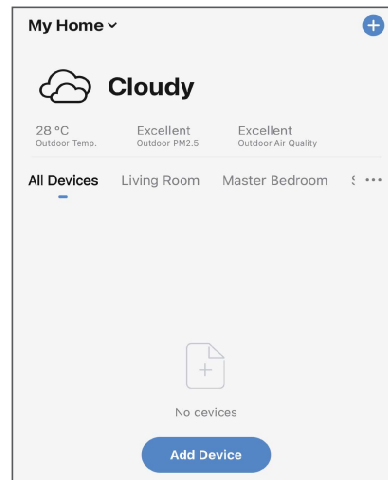 My Home
Cloudy
28 °C Excellent Excellent
Outdoor Temp. Outdoor PM2.5 Outdoor Air Quality
All Devices Living Room Master Bedroom
No devices
Add Device